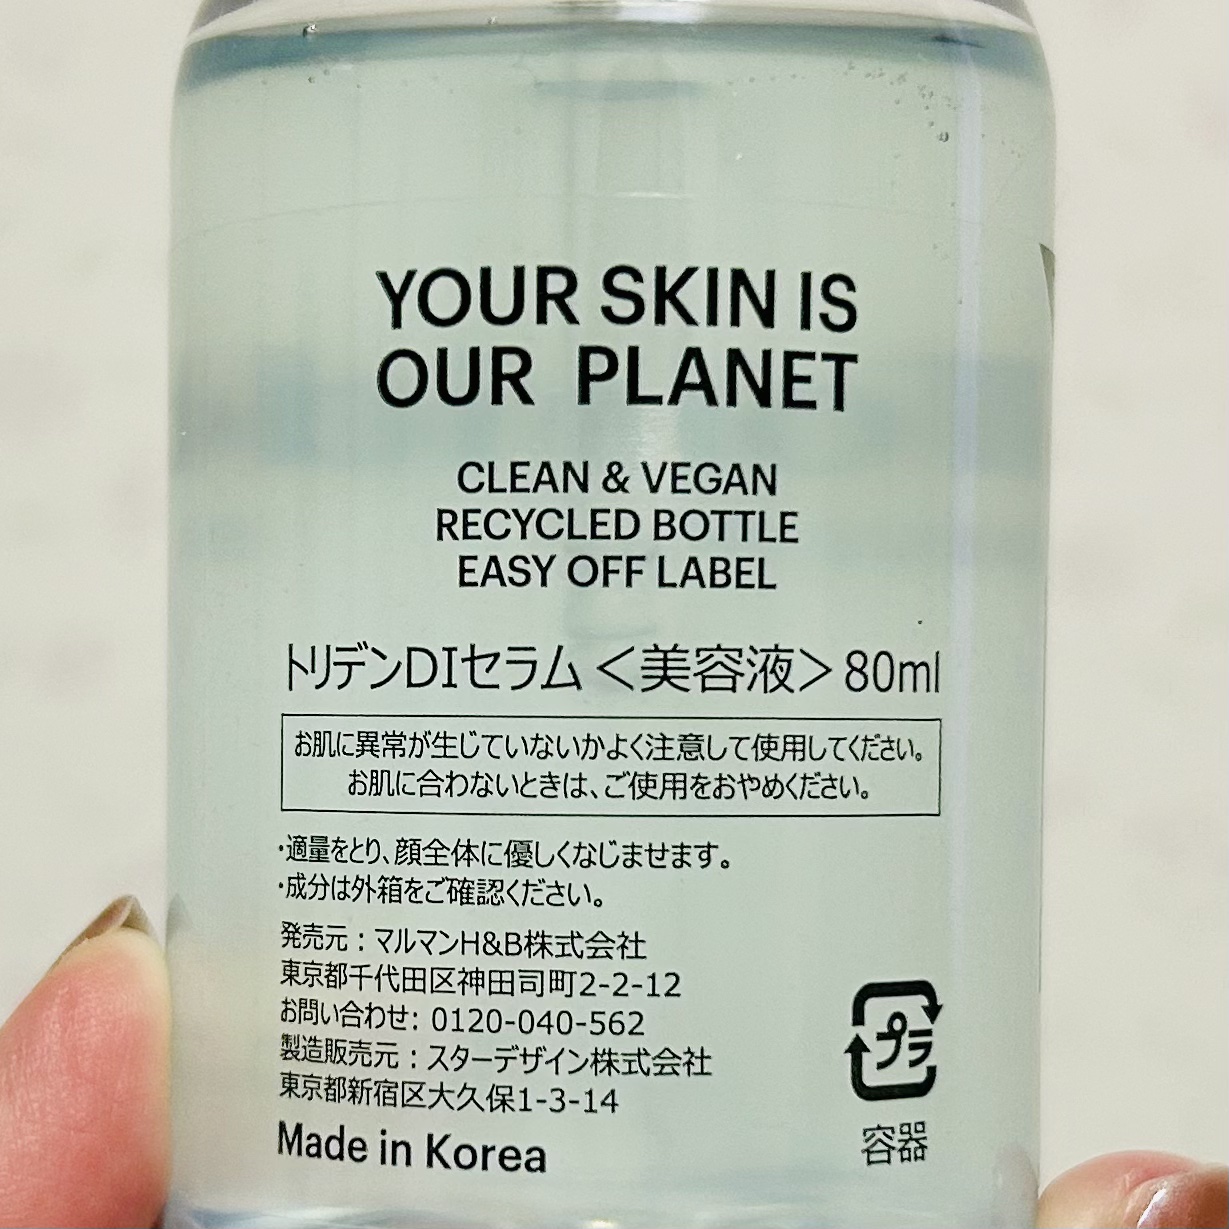 YOUR SKIN IS
OUR PLANET
CLEAN & VEGAN
RECYCLED BOTTLE
EASY OFF LABEL
トリデンDIセラム＜美容液＞80ml
お肌に異常が生じていないかよく注意して使用してください。
お肌に合わないときは、ご使用をおやめください。
・適量をとり、顔全体に優しくなじませます。
・成分は外箱をご確認ください。
発売元：マルマンH&B株式会社
東京都千代田区神田司町2-2-12
お問い合わせ: 0120-040-562
製造販売元：スターデザイン株式会社
東京都新宿区大久保1-3-14
Made in Korea
プラ
容器